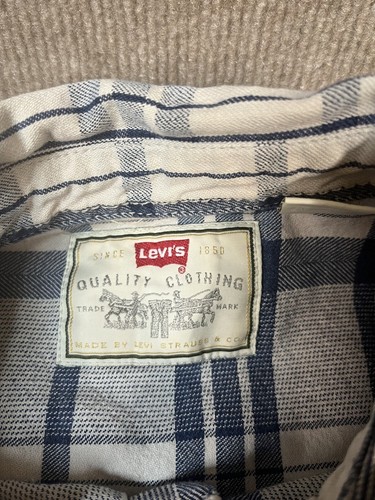 SINCE LEVI'S 1850
®
QUALITY CLOTHING
TRADE MARK
MADE BY LEVI STRAUSS & CO